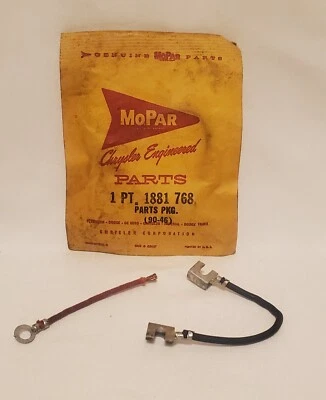 GENUINE MOPAR PARTS
MOPAR
Chrysler Engineered
PARTS
1 PT. 1881 768
PARTS PKG.
(90-46)
CHRYSLER CORPORATION